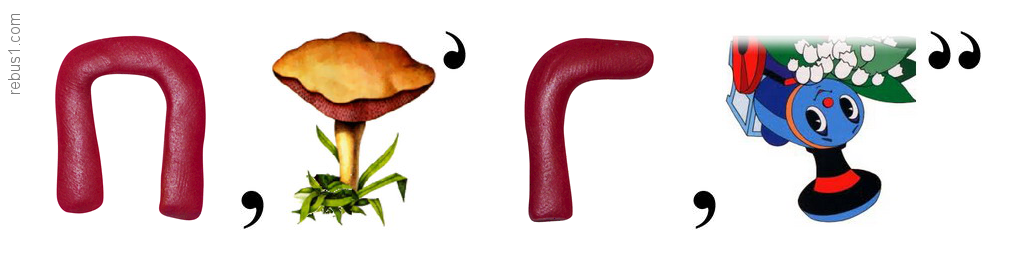 rebus1.com
П , ‘ Г , ‘‘